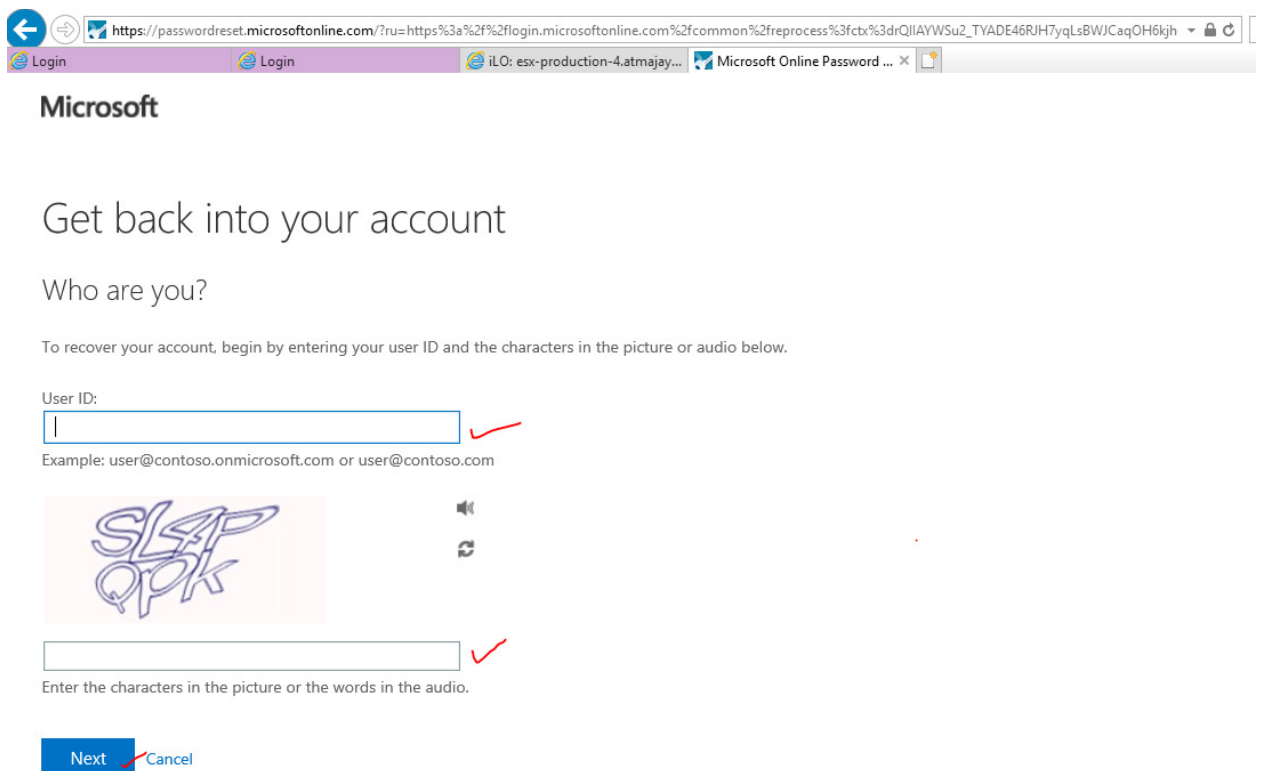 https://passwordreset.microsoftonline.com/?ru=https%3a%2f%2flogin.microsoftonline.com%2fcommon%2freprocess%3fctx%3drQIIAYWSu2_TYADE46RJH7yqLsBWJCaqOH6kjh
Login Login iLO: esx-production-4.atmajay... Microsoft Online Password ...
Microsoft
Get back into your account
Who are you?
To recover your account, begin by entering your user ID and the characters in the picture or audio below.
User ID:
Example: user@contoso.onmicrosoft.com or user@contoso.com
SL4P
QPK
Enter the characters in the picture or the words in the audio.
Next Cancel